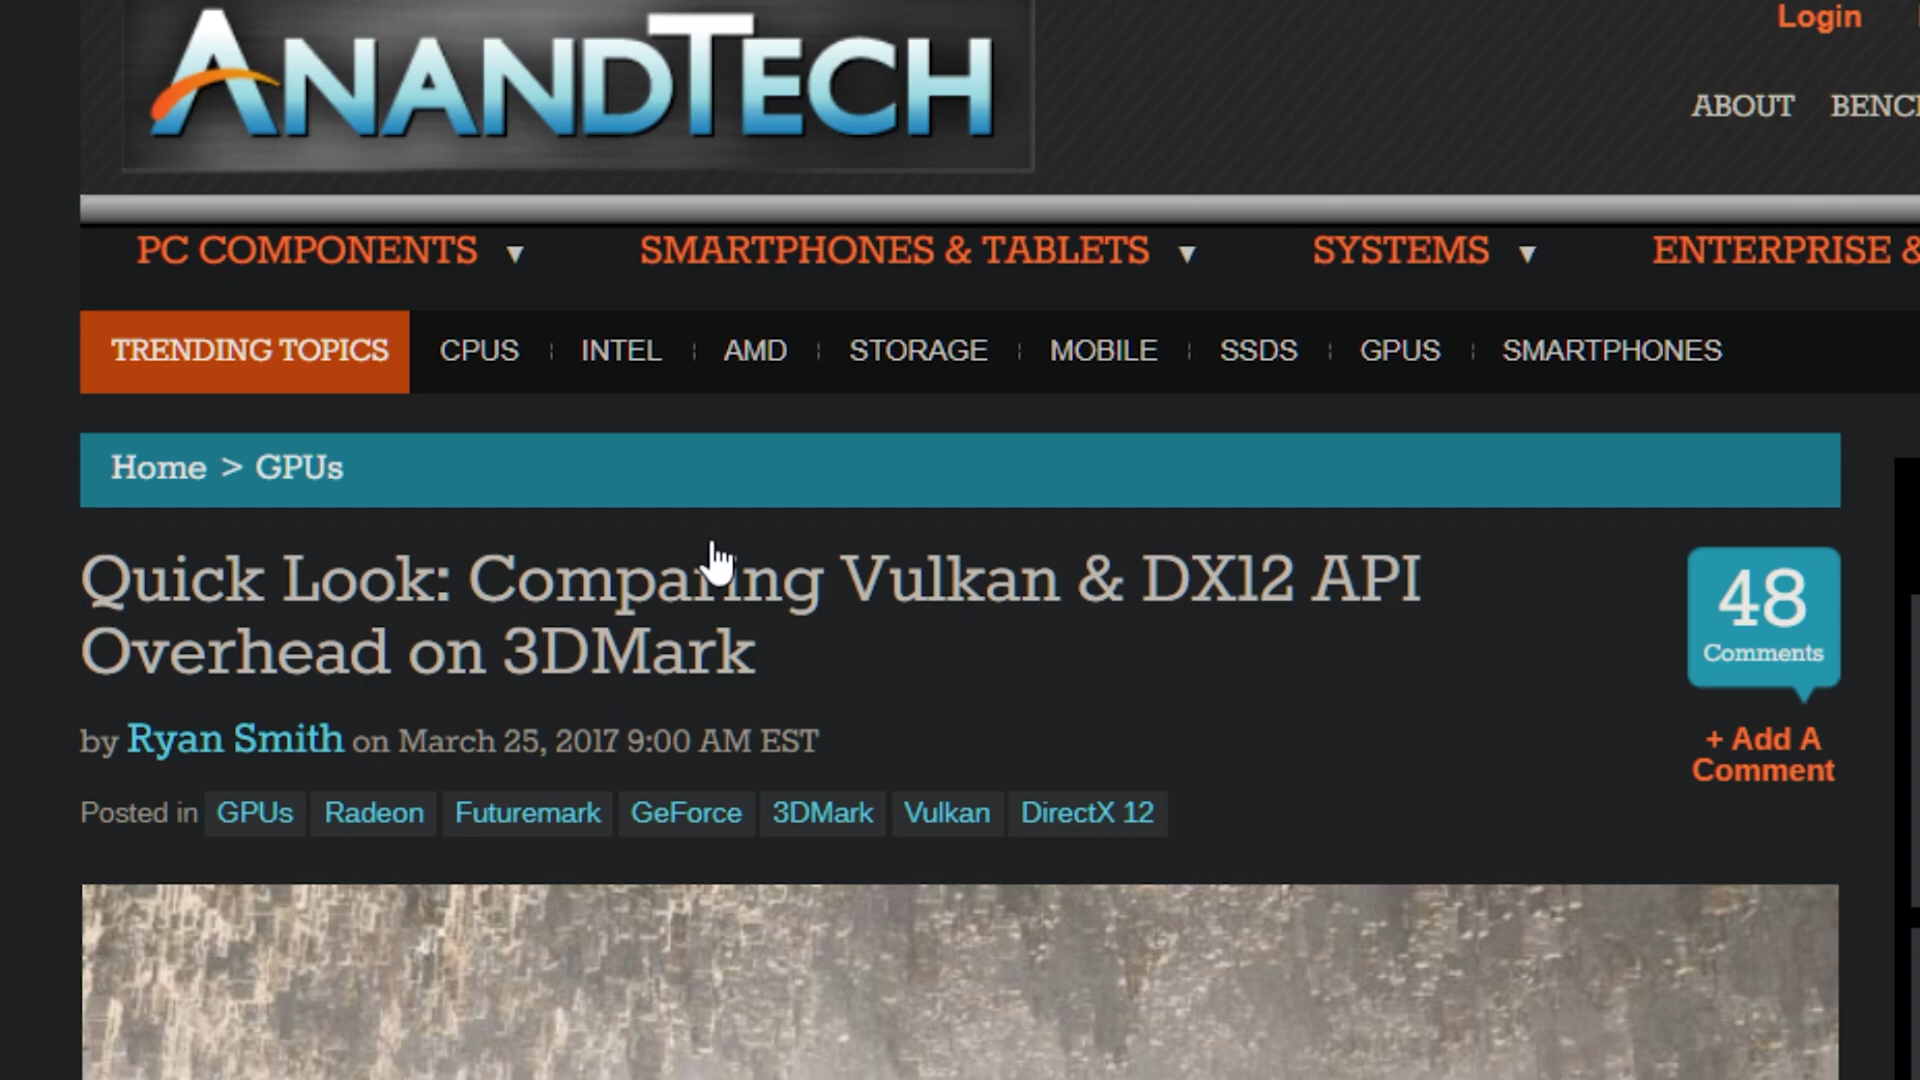 ANANDTECH
Login
ABOUT
PC COMPONENTS ▼ SMARTPHONES & TABLETS ▼ SYSTEMS ▼ ENTERPRISE &
TRENDING TOPICS CPUS INTEL AMD STORAGE MOBILE SSDS GPUS SMARTPHONES
Home > GPUs
Quick Look: Comparing Vulkan & DX12 API
Overhead on 3DMark
48
Comments
by Ryan Smith on March 25, 2017 9:00 AM EST
+ Add A
Comment
Posted in GPUs Radeon Futuremark GeForce 3DMark Vulkan DirectX 12